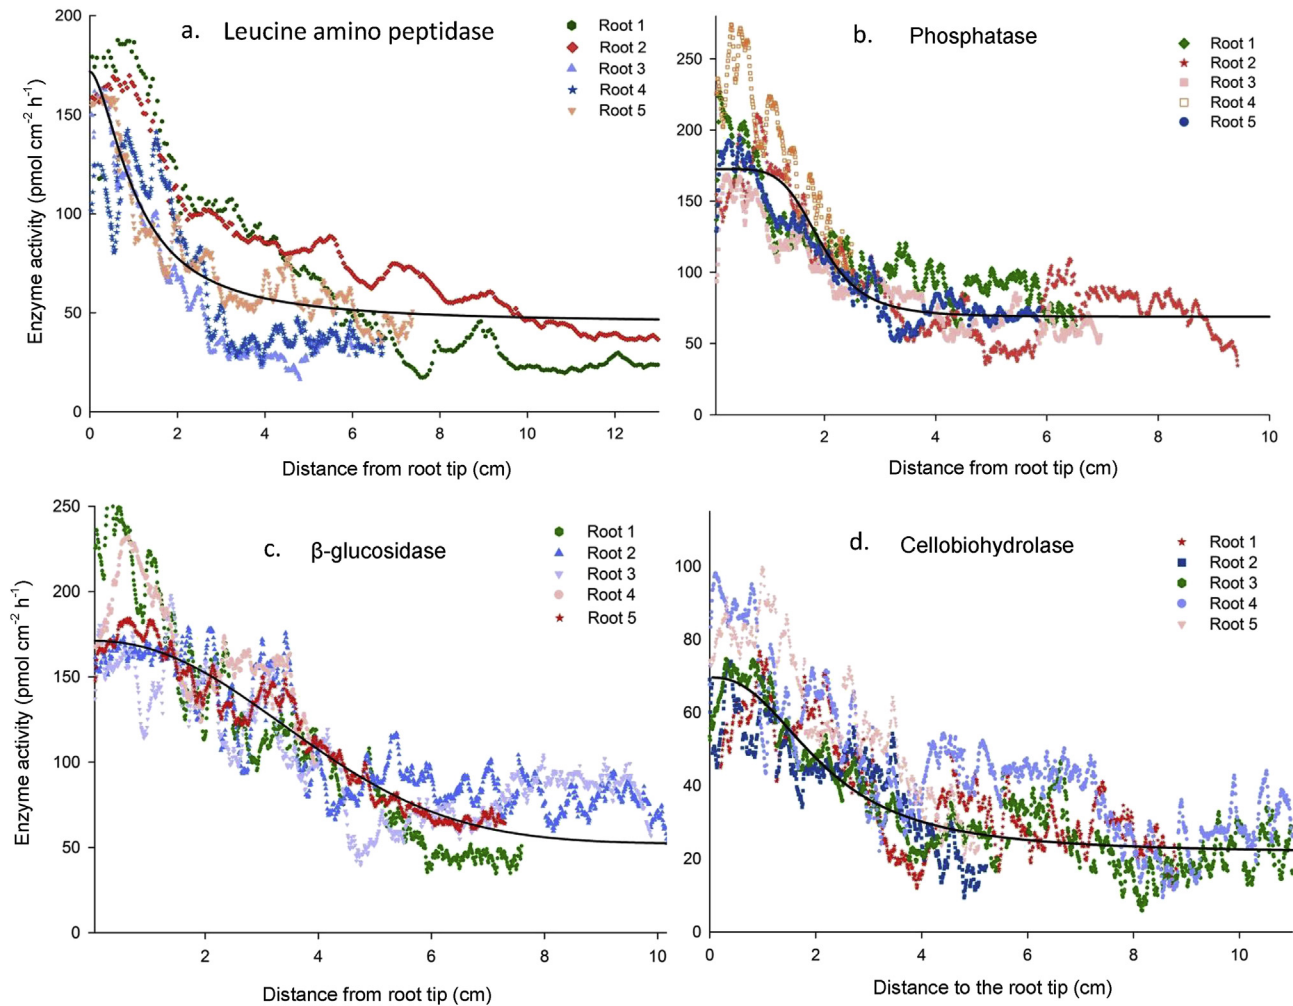 a. Leucine amino peptidase
Root 1
Root 2
Root 3
Root 4
Root 5
200
150
100
50
0
Enzyme activity (pmol cm⁻² h⁻¹)
0 2 4 6 8 10 12
Distance from root tip (cm)
b. Phosphatase
Root 1
Root 2
Root 3
Root 4
Root 5
250
200
150
100
50
0
2 4 6 8 10
Distance from root tip (cm)
c. β-glucosidase
Root 1
Root 2
Root 3
Root 4
Root 5
250
200
150
100
50
0
Enzyme activity (pmol cm⁻² h⁻¹)
2 4 6 8 10
Distance from root tip (cm)
d. Cellobiohydrolase
Root 1
Root 2
Root 3
Root 4
Root 5
100
80
60
40
20
0
0 2 4 6 8 10
Distance to the root tip (cm)